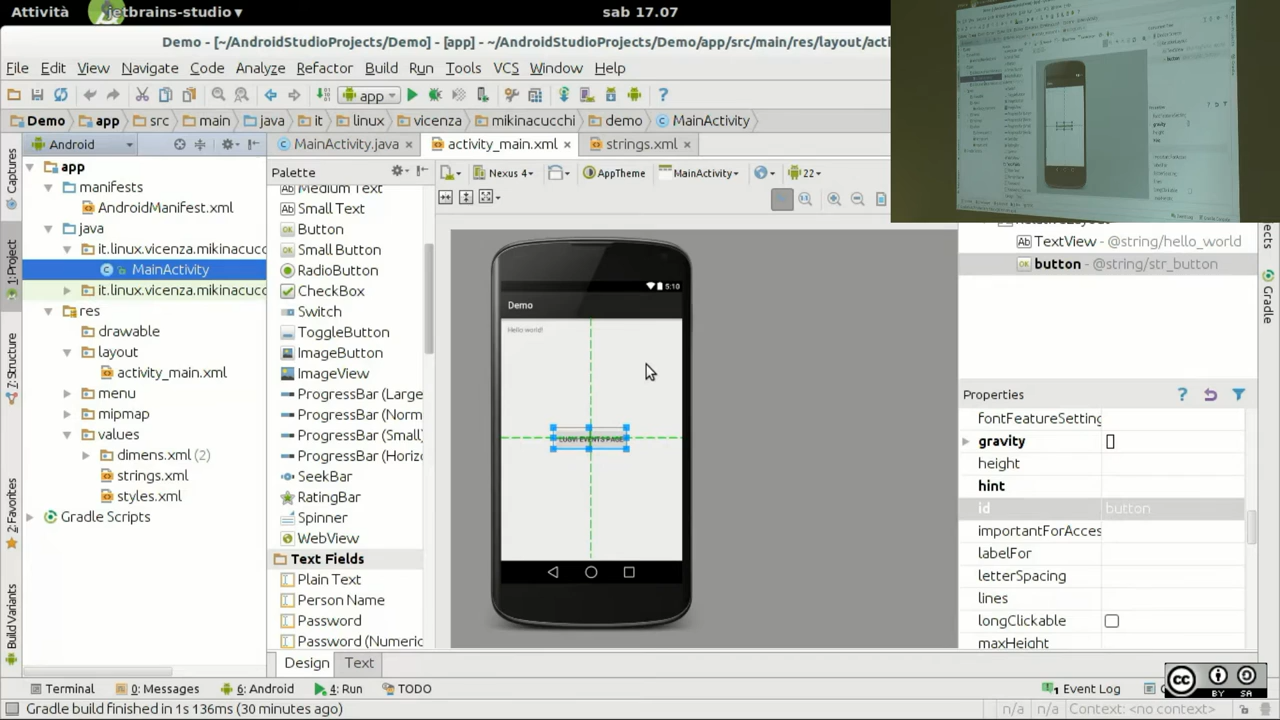 Attività
jetbrains-studio ▾
sab 17.07
Demo - [~/AndroidStudioProjects/Demo] - [app] - ~/AndroidStudioProjects/Demo/app/src/main/res/layout/acti
File Edit View Navigate Code Refactor Build Run Tools VCS Window Help
app
Demo app src main java it linux vicenza mikinacucchi demo MainActivity
Android
MainActivity.java activity_main.xml strings.xml
Palette
Nexus 4 AppTheme MainActivity 22
app
manifests
AndroidManifest.xml
java
it.linux.vicenza.mikinacucc
MainActivity
it.linux.vicenza.mikinacucc
res
drawable
layout
activity_main.xml
menu
mipmap
values
dimens.xml (2)
strings.xml
styles.xml
Gradle Scripts
Captures
1: Project
7: Structure
2: Favorites
Build Variants
Medium Text
Small Text
Button
Small Button
RadioButton
CheckBox
Switch
ToggleButton
ImageButton
ImageView
ProgressBar (Large
ProgressBar (Norm
ProgressBar (Small)
ProgressBar (Horiz
SeekBar
RatingBar
Spinner
WebView
Text Fields
Plain Text
Person Name
Password
Password (Numeric
Design Text
5:10
Demo
Hello world!
EVENTS PAGE
TextView - @string/hello_world
button - @string/str_button
Gradle
Properties
fontFeatureSetting
gravity []
height
hint
id button
importantForAcces
labelFor
letterSpacing
lines
longClickable
maxHeight
Terminal 0: Messages 6: Android 4: Run TODO
1 Event Log
Gradle build finished in 1s 136ms (30 minutes ago)
n/a n/a Context: <no context>
cc BY SA